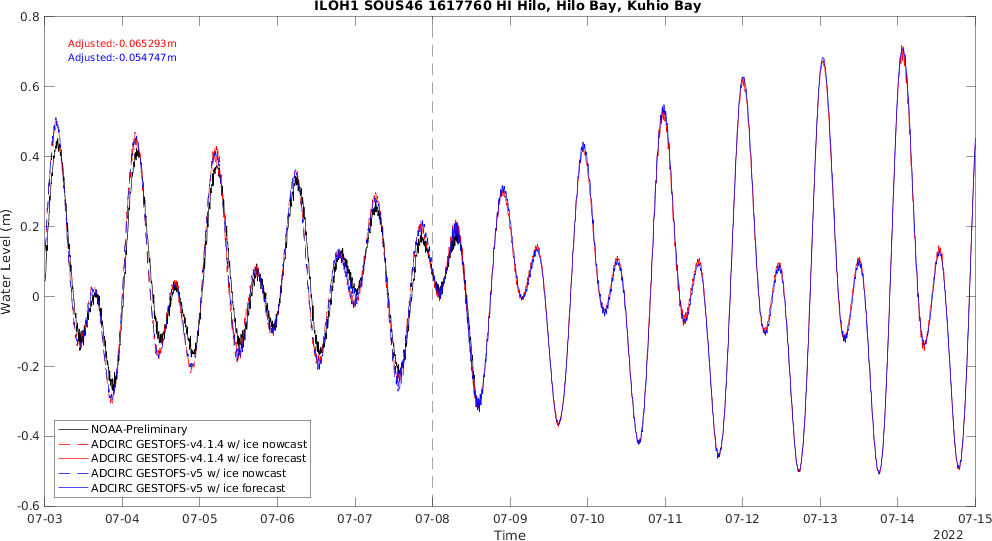 ILOH1 SOUS46 1617760 HI Hilo, Hilo Bay, Kuhio Bay
Adjusted:-0.065293m
Adjusted:-0.054747m
0.8
0.6
0.4
0.2
0
-0.2
-0.4
-0.6
Water Level (m)
NOAA-Preliminary
ADCIRC GESTOFS-v4.1.4 w/ ice nowcast
ADCIRC GESTOFS-v4.1.4 w/ ice forecast
ADCIRC GESTOFS-v5 w/ ice nowcast
ADCIRC GESTOFS-v5 w/ ice forecast
07-03 07-04 07-05 07-06 07-07 07-08 07-09 07-10 07-11 07-12 07-13 07-14 07-15
Time
2022